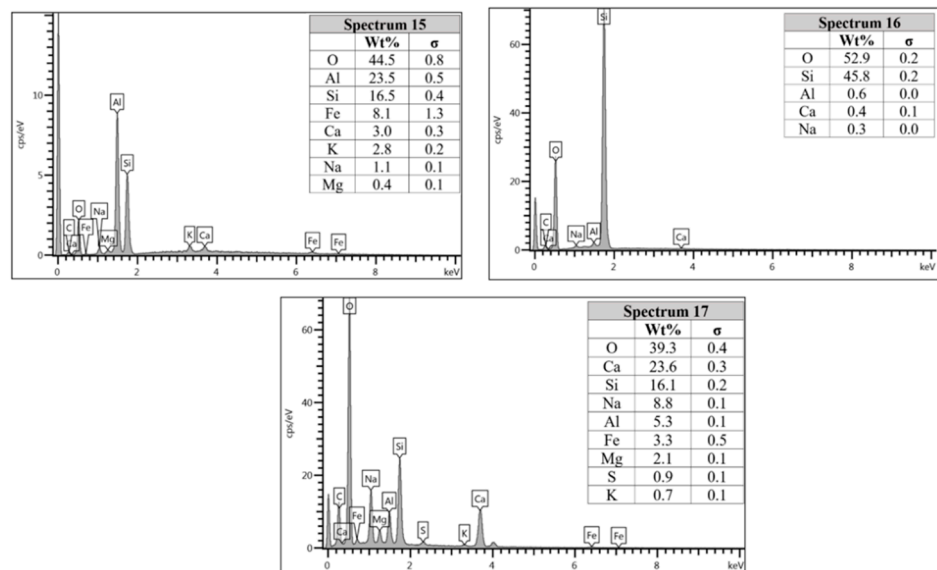 Spectrum 15
Wt% σ
O 44.5 0.8
Al 23.5 0.5
Si 16.5 0.4
Fe 8.1 1.3
Ca 3.0 0.3
K 2.8 0.2
Na 1.1 0.1
Mg 0.4 0.1
cps/eV
10
5
0
Al
Si
O
Na
C
Fe
Mg
K
Ca
Fe
Fe
0 2 4 6 8 keV
Spectrum 16
Wt% σ
O 52.9 0.2
Si 45.8 0.2
Al 0.6 0.0
Ca 0.4 0.1
Na 0.3 0.0
cps/eV
60
40
20
0
Si
O
C
Na
Al
Ca
0 2 4 6 8 keV
Spectrum 17
Wt% σ
O 39.3 0.4
Ca 23.6 0.3
Si 16.1 0.2
Na 8.8 0.1
Al 5.3 0.1
Fe 3.3 0.5
Mg 2.1 0.1
S 0.9 0.1
K 0.7 0.1
cps/eV
60
40
20
0
O
Si
Na
C
Al
Ca
Fe
Mg
Ca
S
K
Fe
Fe
0 2 4 6 8 keV